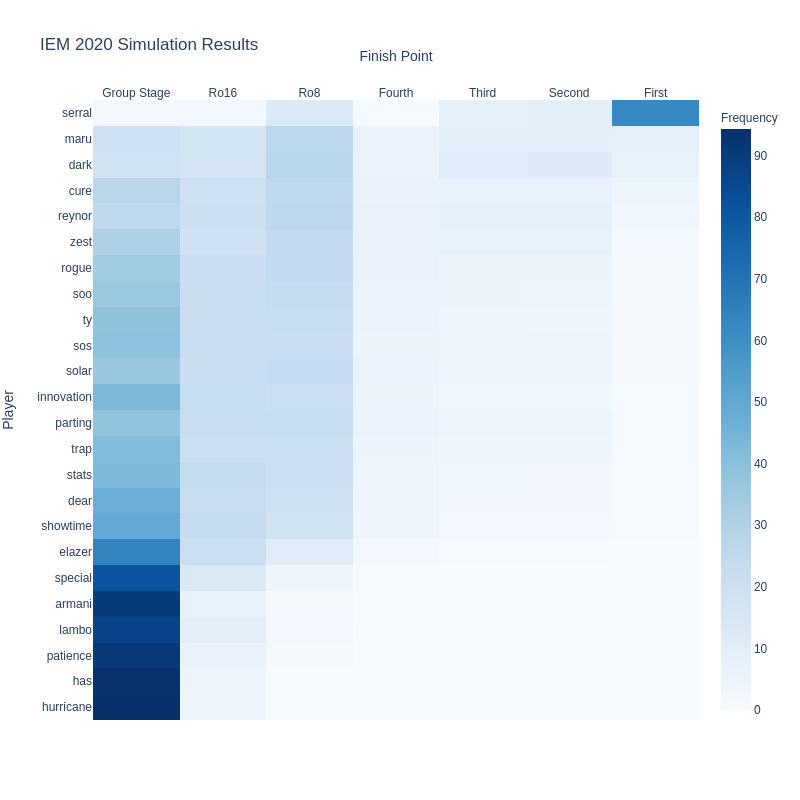 IEM 2020 Simulation Results
Finish Point
Group Stage Ro16 Ro8 Fourth Third Second First
serral
maru
dark
cure
reynor
zest
rogue
soo
ty
sos
solar
innovation
parting
trap
stats
dear
showtime
elazer
special
armani
lambo
patience
has
hurricane
Player
Frequency
90
80
70
60
50
40
30
20
10
0